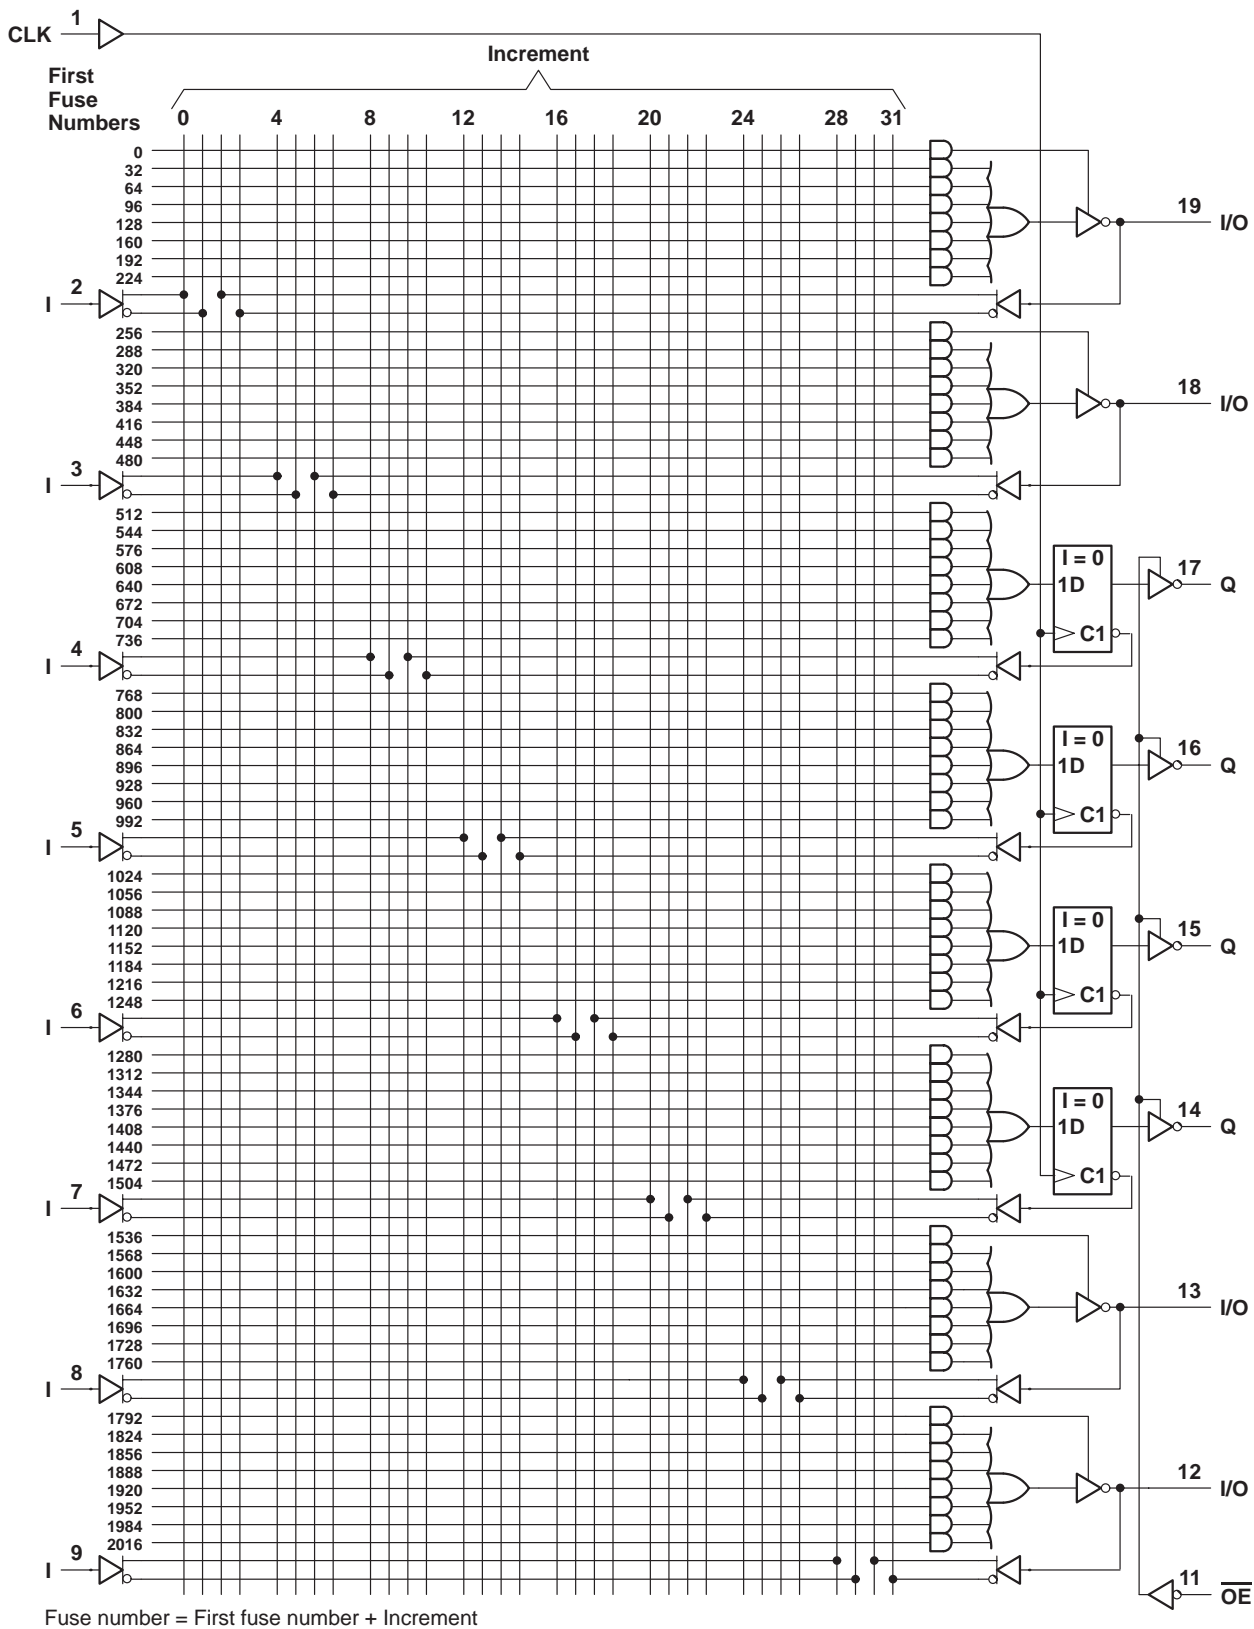 1
CLK
Increment
First
Fuse
Numbers
0 4 8 12 16 20 24 28 31
0
32
64
96
128
160
192
224
19 I/O
2
I
256
288
320
352
384
416
448
480
18 I/O
3
I
512
544
576
608
640
672
704
736
I = 0
1D
C1
17 Q
4
I
768
800
832
864
896
928
960
992
I = 0
1D
C1
16 Q
5
I
1024
1056
1088
1120
1152
1184
1216
1248
I = 0
1D
C1
15 Q
6
I
1280
1312
1344
1376
1408
1440
1472
1504
I = 0
1D
C1
14 Q
7
I
1536
1568
1600
1632
1664
1696
1728
1760
13 I/O
8
I
1792
1824
1856
1888
1920
1952
1984
2016
12 I/O
9
I
11 OE
Fuse number = First fuse number + Increment